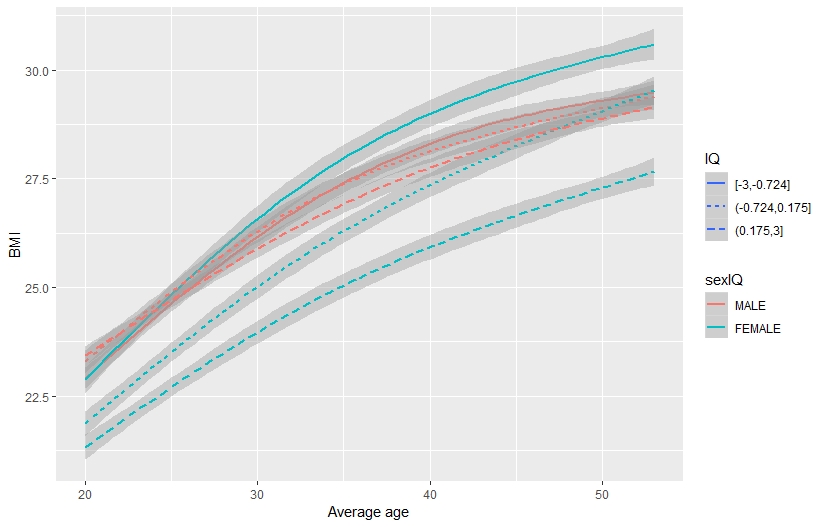 30.0
27.5
25.0
22.5
BMI
20
30
40
50
Average age
IQ
[-3,-0.724]
(-0.724,0.175]
(0.175,3]
sexIQ
MALE
FEMALE